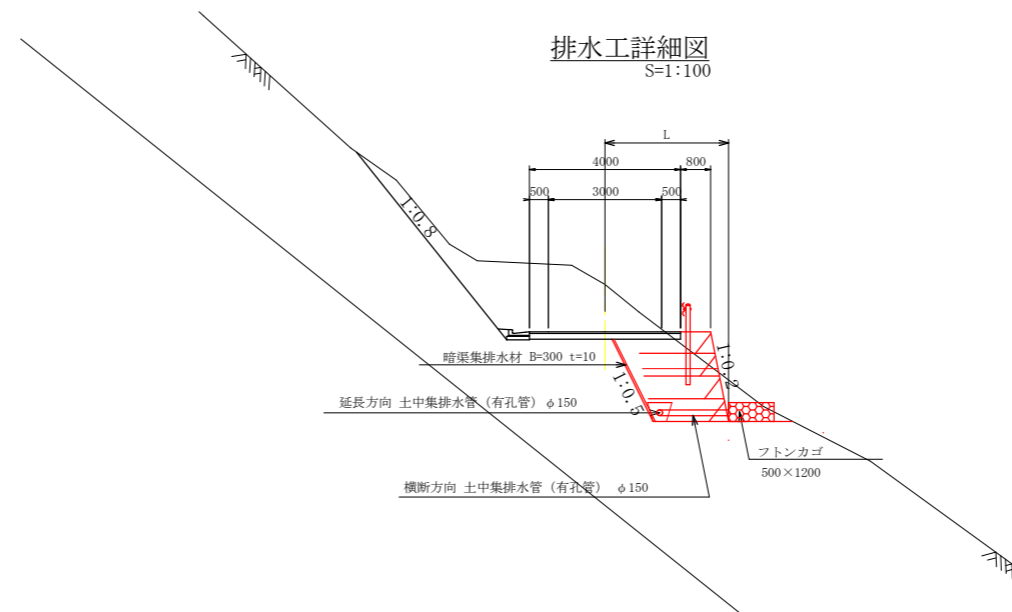 排水工詳細図
S=1:100
L
4000
800
500
3000
500
1:0.8
暗渠集排水材 B=300 t=10
1:0.2
1:0.5
延長方向 土中集排水管 (有孔管) φ150
フトンカゴ
500×1200
横断方向 土中集排水管 (有孔管) φ150